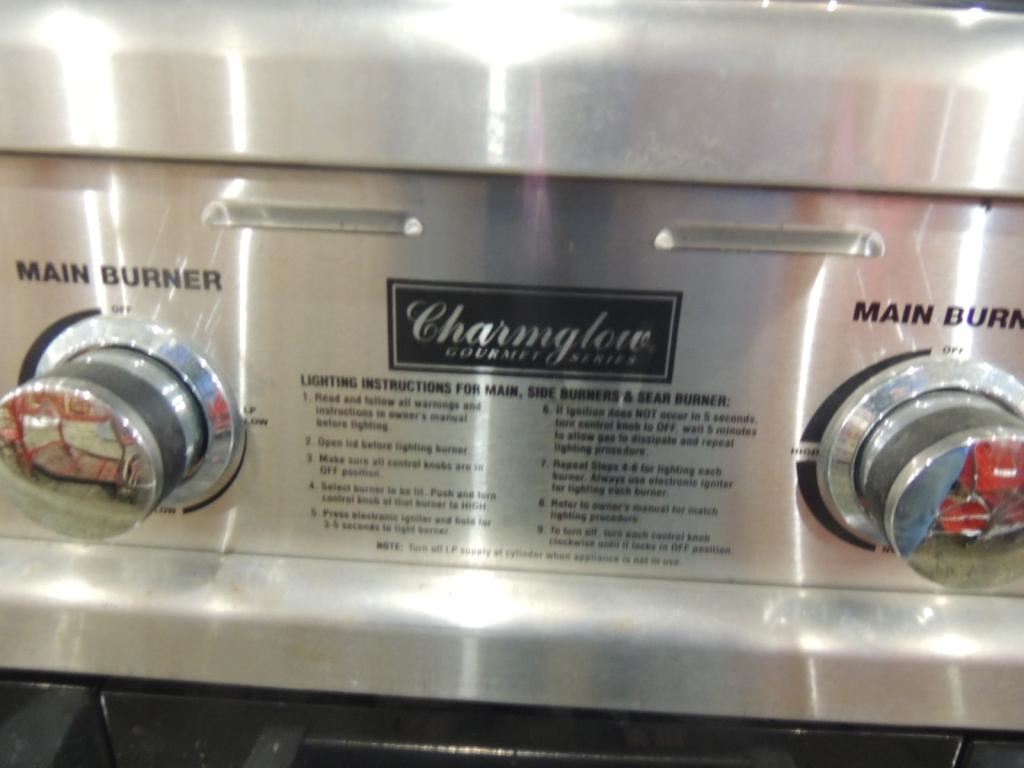 MAIN BURNER
OFF
LP
LOW
LOW
Charmglow
GOURMET SERIES
LIGHTING INSTRUCTIONS FOR MAIN, SIDE BURNERS & SEAR BURNER:
1. Read and follow all warnings and
instructions in owner's manual
before lighting.
2. Open lid before lighting burner.
3. Make sure all control knobs are in
OFF position.
4. Select burner to be lit. Push and turn
control knob of that burner to HIGH.
5. Press electronic igniter and hold for
3-5 seconds to light burner.
6. If ignition does NOT occur in 5 seconds,
turn control knob to OFF, wait 5 minutes
to allow gas to dissipate and repeat
lighting procedure.
7. Repeat Steps 4-6 for lighting each
burner. Always use electronic igniter
for lighting each burner.
8. Refer to owner's manual for match
lighting procedure.
9. To turn off, turn each control knob
clockwise until it locks in OFF position.
NOTE: Turn off LP supply at cylinder when appliance is not in use.
MAIN BURN
OFF
HIGH